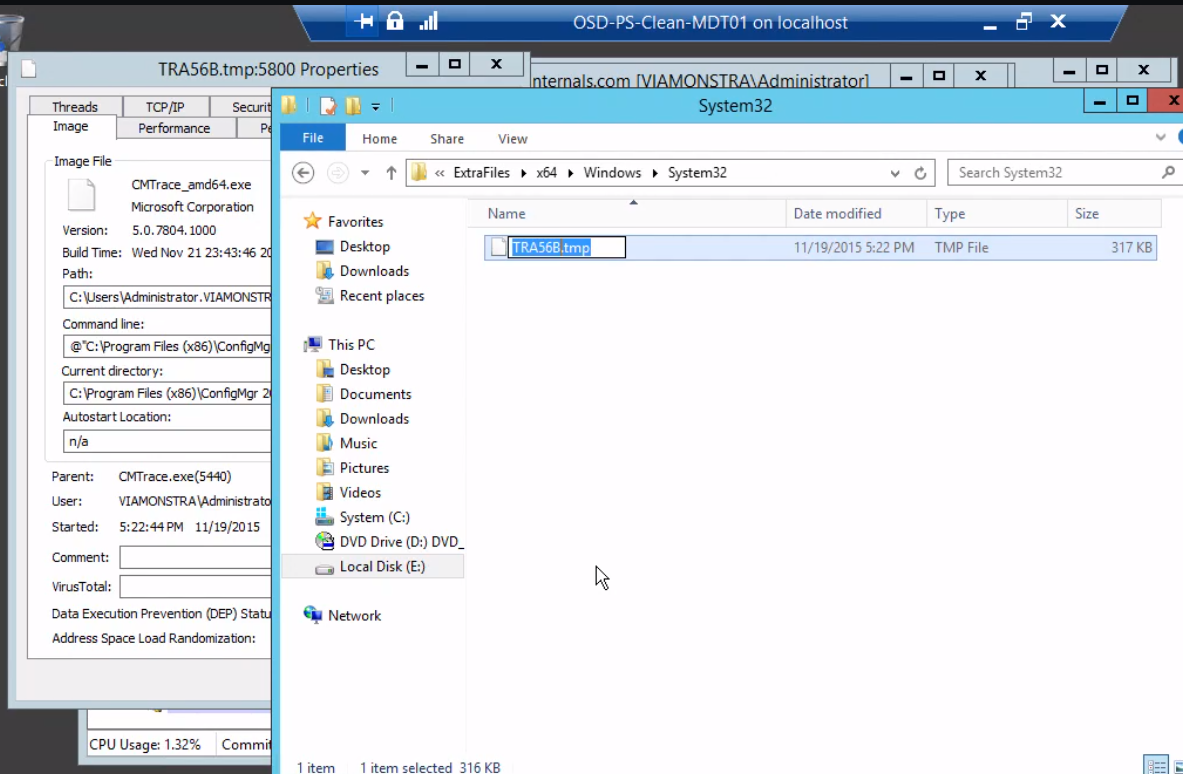 OSD-PS-Clean-MDT01 on localhost
TRA56B.tmp:5800 Properties
nternals.com [VIAMONSTRA\Administrator]
Threads
TCP/IP
Securit
Image
Performance
Pe
Image File
CMTrace_amd64.exe
Microsoft Corporation
Version: 5.0.7804.1000
Build Time: Wed Nov 21 23:43:46 20
Path:
C:\Users\Administrator.VIAMONSTR
Command line:
@"C:\Program Files (x86)\ConfigMg
Current directory:
C:\Program Files (x86)\ConfigMgr 2
Autostart Location:
n/a
Parent: CMTrace.exe(5440)
User: VIAMONSTRA\Administrato
Started: 5:22:44 PM 11/19/2015
Comment:
VirusTotal:
Data Execution Prevention (DEP) Statu
Address Space Load Randomization:
CPU Usage: 1.32% Commit
System32
File Home Share View
« ExtraFiles x64 Windows System32
Search System32
Favorites
Desktop
Downloads
Recent places
This PC
Desktop
Documents
Downloads
Music
Pictures
Videos
System (C:)
DVD Drive (D:) DVD_
Local Disk (E:)
Network
Name Date modified Type Size
TRA56B.tmp 11/19/2015 5:22 PM TMP File 317 KB
1 item 1 item selected 316 KB